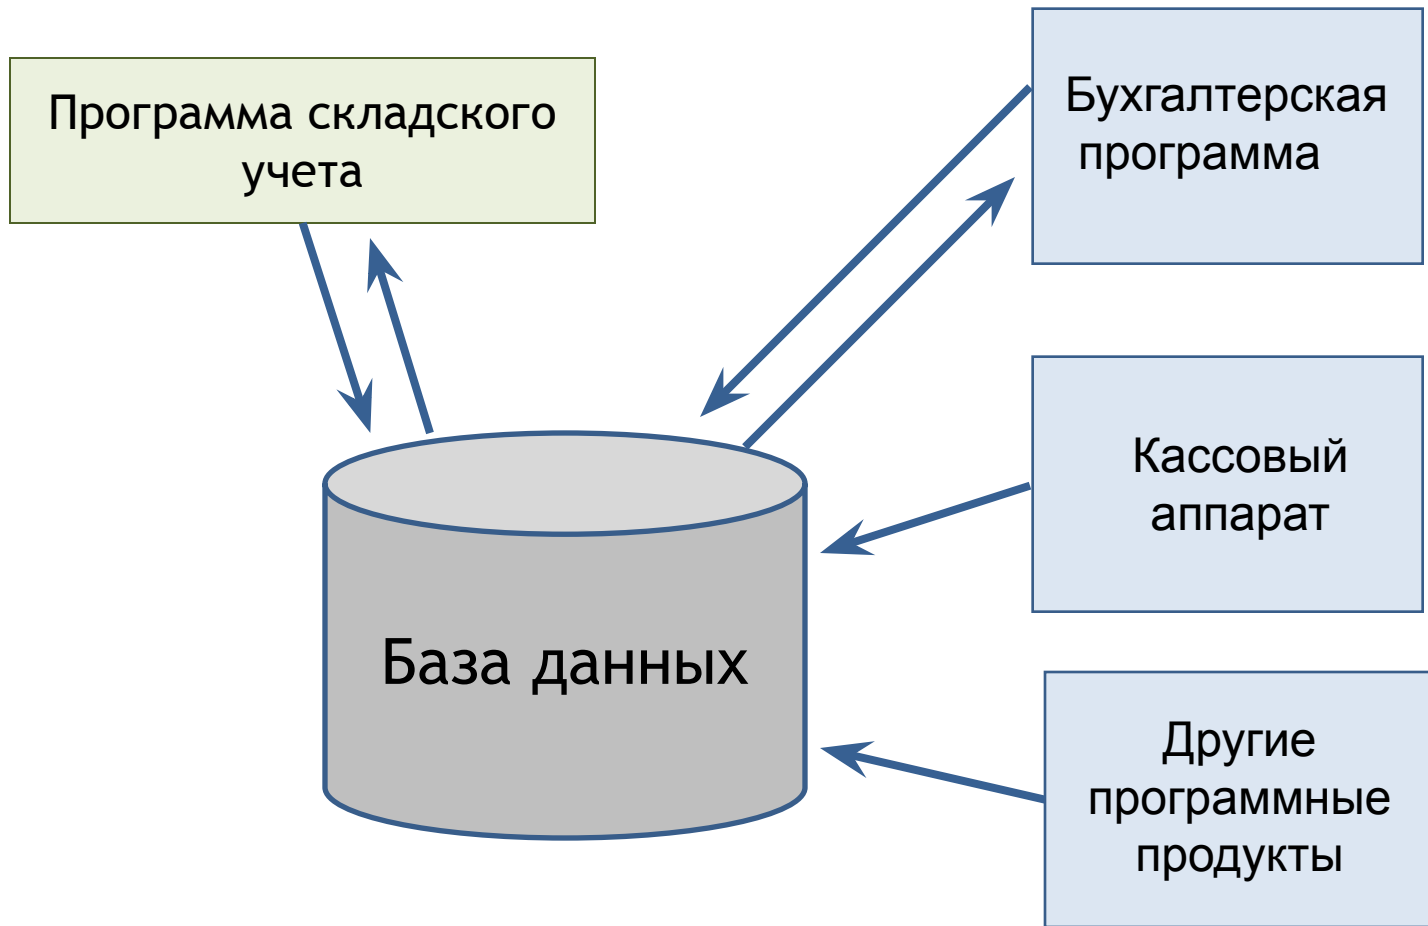 Программа складского
учета
Бухгалтерская
программа
Кассовый
аппарат
База данных
Другие
программные
продукты